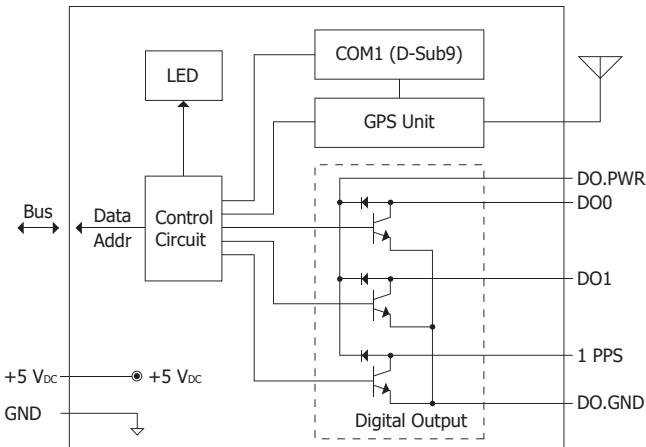 COM1 (D-Sub9)
LED
GPS Unit
DO.PWR
DO0
Bus
Data
Addr
Control
Circuit
DO1
1 PPS
+5 VDC
+5 VDC
GND
DO.GND
Digital Output